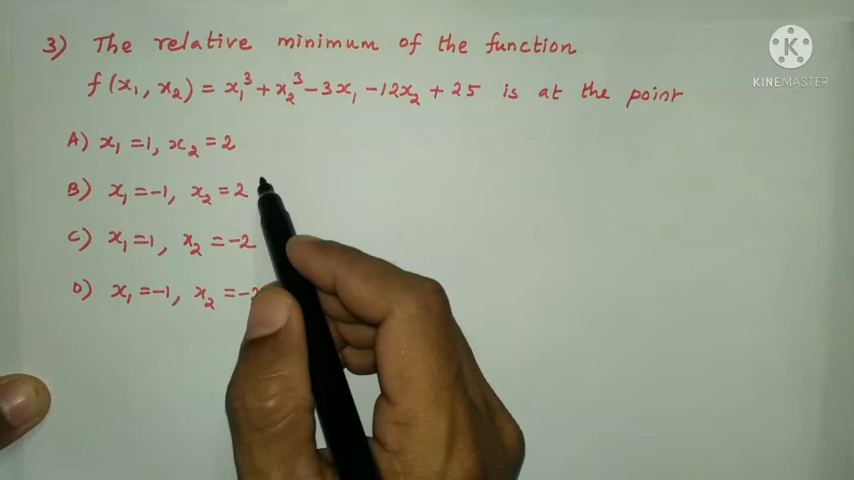 3) The relative minimum of the function
f(x₁, x₂) = x₁³ + x₂³ - 3x₁ - 12x₂ + 25 is at the point
A) x₁ = 1, x₂ = 2
B) x₁ = -1, x₂ = 2
C) x₁ = 1, x₂ = -2
D) x₁ = -1, x₂ = -
K
KINEMASTER